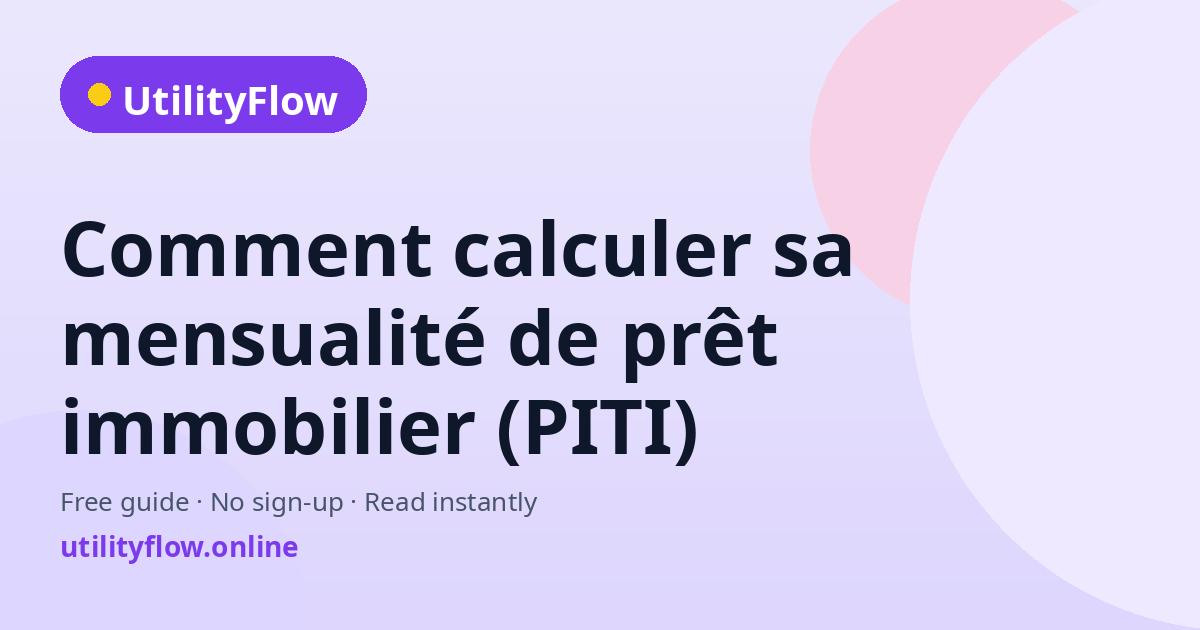 UtilityFlow
Comment calculer sa
mensualité de prêt
immobilier (PITI)
Free guide · No sign-up · Read instantly
utilityflow.online